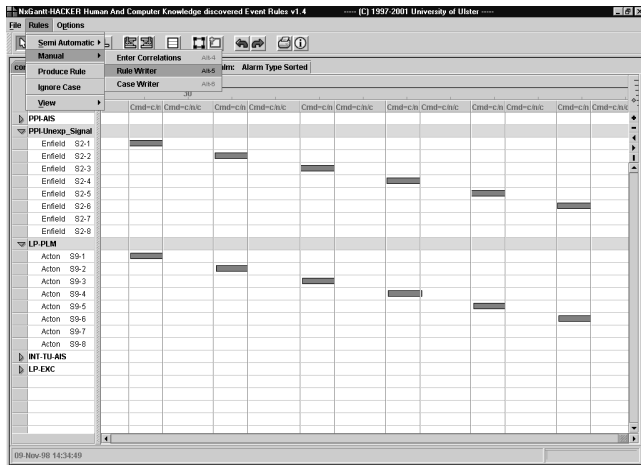 NxGantt-HACKER Human And Computer Knowledge discovered Event Rules v1.4 ----- (C) 1997-2001 University of Ulster
File Rules Options
Semi Automatic
Manual
Produce Rule
Ignore Case
View
Enter Correlations Alt-4
Rule Writer Alt-5
Case Writer Alt-6
Alarm Type Sorted
30
Cmd=c/n Cmd=c/n/c Cmd=c/n Cmd=c/n/c Cmd=c/n Cmd=c/n/c Cmd=c/n Cmd=c/n/c Cmd=c/n Cmd=c/n/c Cmd=c/n Cmd=c/n/c
PPI-AIS
PPI-Unexp_Signal
Enfield S2-1
Enfield S2-2
Enfield S2-3
Enfield S2-4
Enfield S2-5
Enfield S2-6
Enfield S2-7
Enfield S2-8
LP-PLM
Acton S9-1
Acton S9-2
Acton S9-3
Acton S9-4
Acton S9-5
Acton S9-6
Acton S9-7
Acton S9-8
INT-TU-AIS
LP-EXC
09-Nov-98 14:34:49